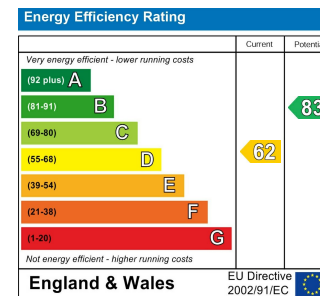 Energy Efficiency Rating
Current Potenti
Very energy efficient - lower running costs
(92 plus) A
(81-91) B
(69-80) C
(55-68) D
(39-54) E
(21-38) F
(1-20) G
62
83
Not energy efficient - higher running costs
England & Wales
EU Directive
2002/91/EC